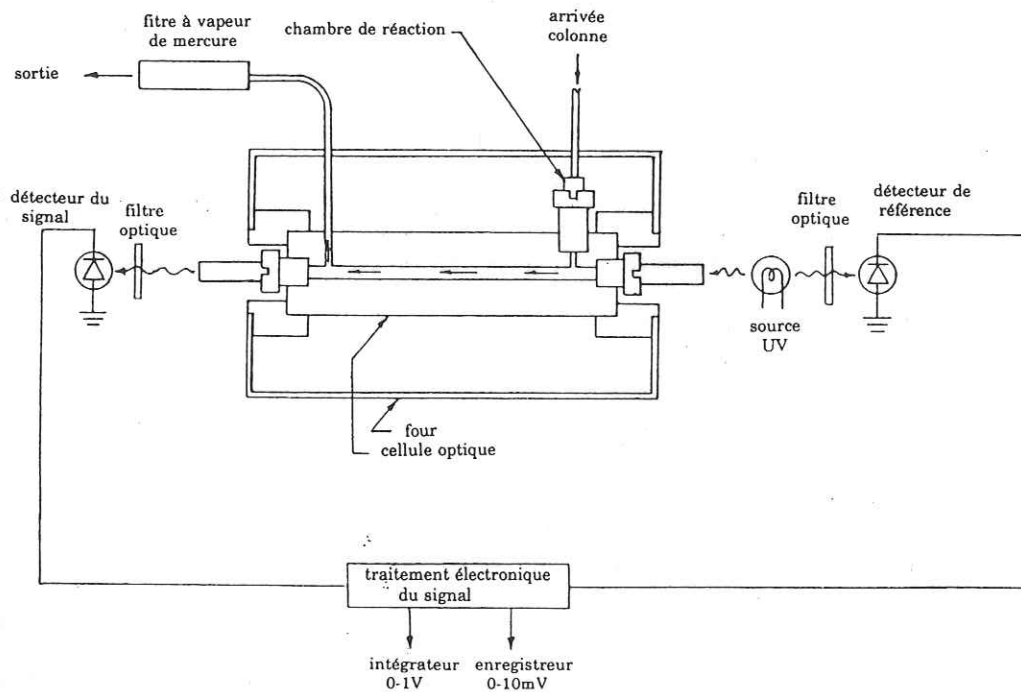 fitre à vapeur
de mercure
chambre de réaction
arrivée
colonne
sortie
détecteur du
signal
filtre
optique
filtre
optique
détecteur de
référence
source
UV
four
cellule optique
traitement électronique
du signal
intégrateur
0-1V
enregistreur
0-10mV